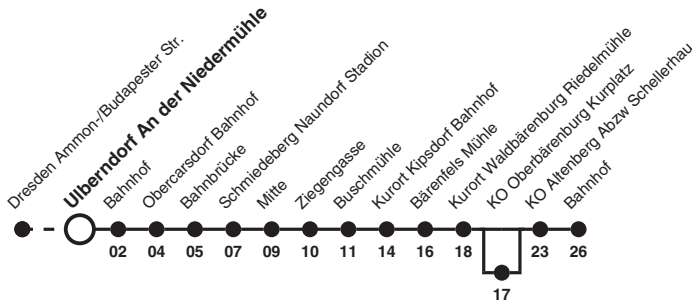 Dresden Ammon-/Budapester Str.
Ulberndorf An der Niedermühle
Bahnhof
Obercarsdorf Bahnhof
Bahnbrücke
Schmiedeberg Naundorf Stadion
Mitte
Ziegengasse
Buschmühle
Kurort Kipsdorf Bahnhof
Bärenfels Mühle
Kurort Waldbärenburg Riedelmühle
KO Oberbärenburg Kurplatz
KO Altenberg Abzw Schellerhau
Bahnhof
02 04 05 07 09 10 11 14 16 18 23 26
17